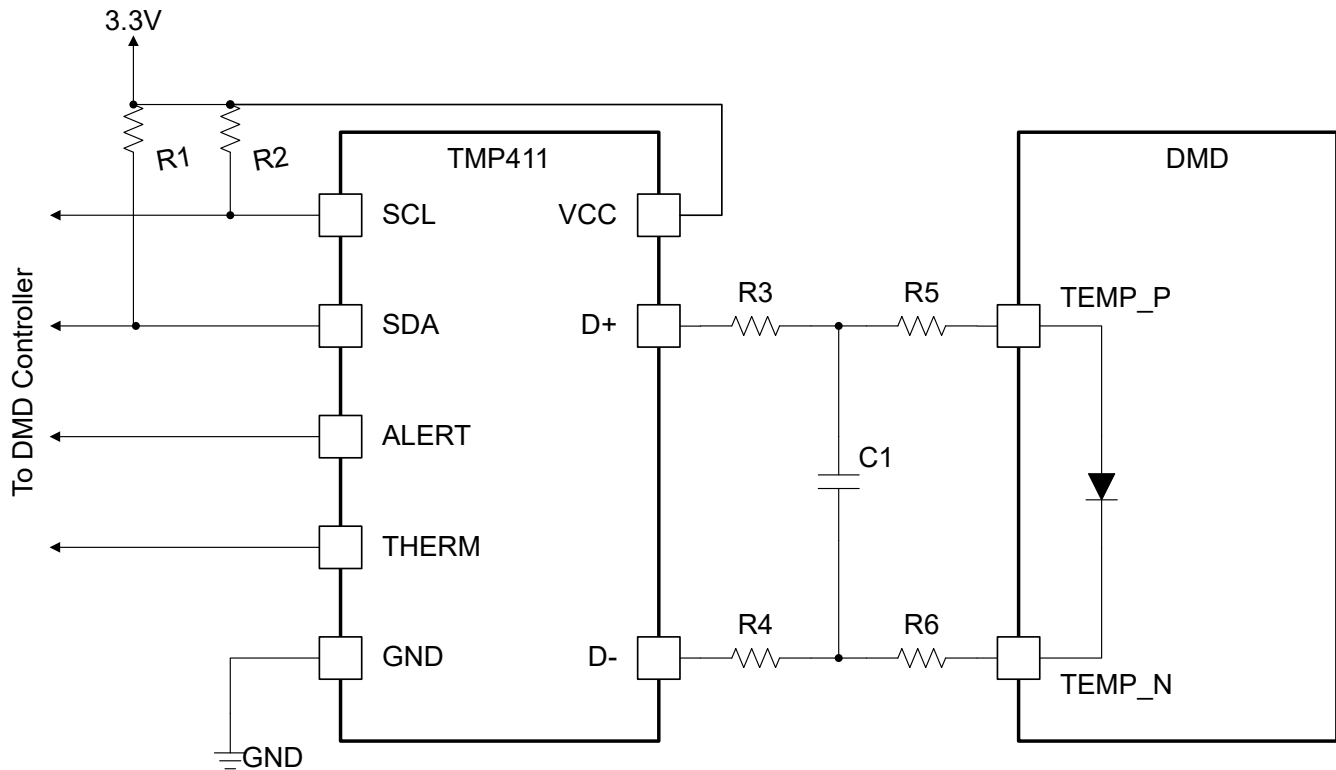 3.3V
R1
R2
TMP411
DMD
SCL
VCC
To DMD Controller
SDA
D+
R3
R5
TEMP_P
ALERT
C1
THERM
GND
D-
R4
R6
TEMP_N
GND